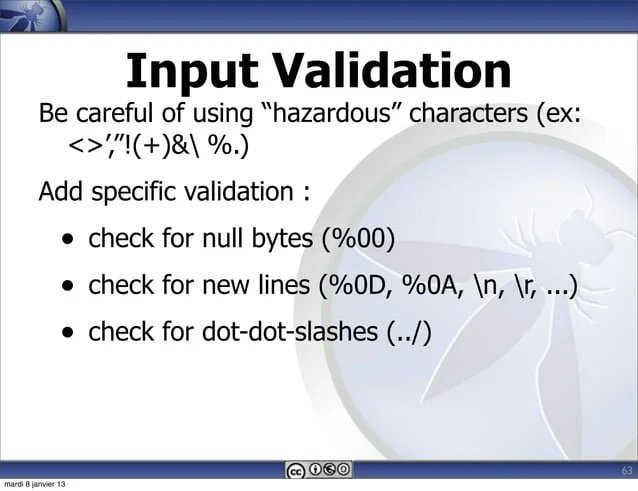 Input Validation
Be careful of using “hazardous” characters (ex:
<>’,”!(+)&\ %.)
Add specific validation :
• check for null bytes (%00)
• check for new lines (%0D, %0A, \n, \r, ...)
• check for dot-dot-slashes (../)
63
mardi 8 janvier 13